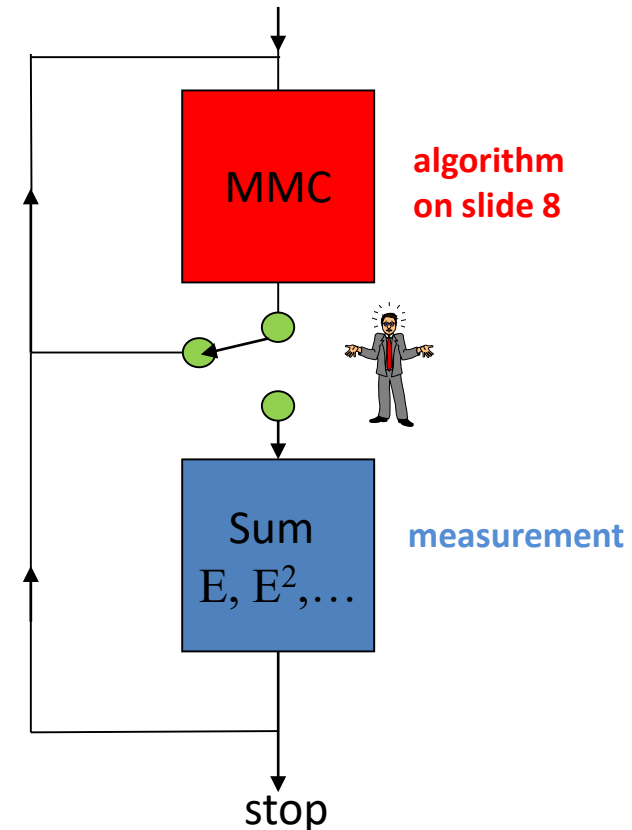 MMC
algorithm
on slide 8
Sum
E, E²,...
measurement
stop